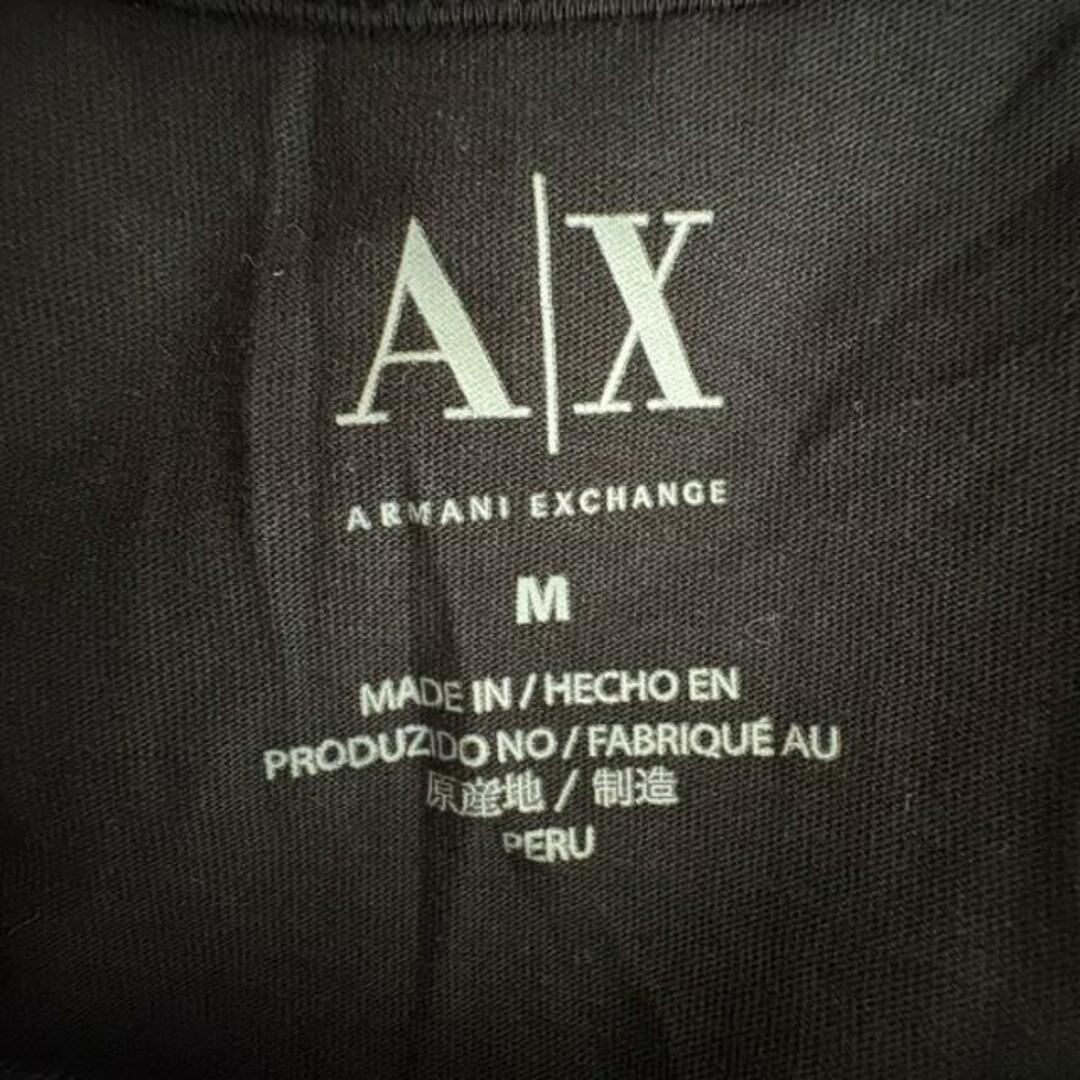 A|X
ARMANI EXCHANGE
M
MADE IN / HECHO EN
PRODUZIDO NO / FABRIQUÉ AU
原産地 / 制造
PERU